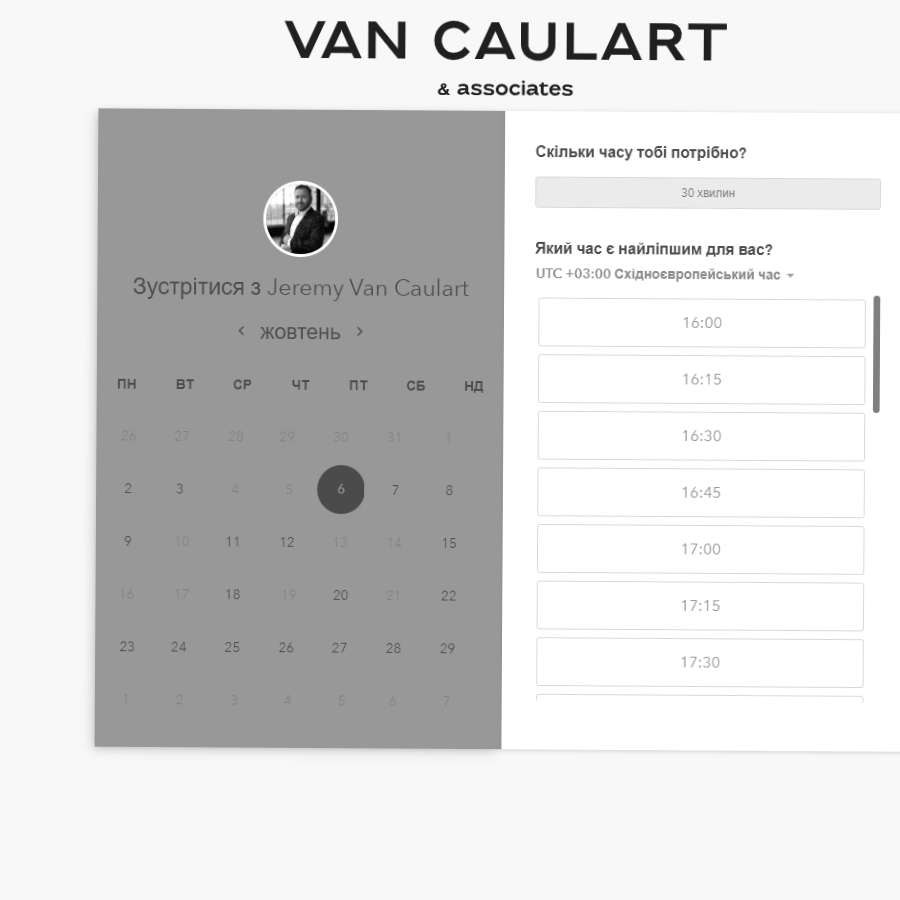 VAN CAULART
& associates
Зустрітися з Jeremy Van Caulart
‹ жовтень ›
ПН ВТ СР ЧТ ПТ СБ НД
26 27 28 29 30 31 1
2 3 4 5 6 7 8
9 10 11 12 13 14 15
16 17 18 19 20 21 22
23 24 25 26 27 28 29
1 2 3 4 5 6 7
Скільки часу тобі потрібно?
30 хвилин
Який час є найліпшим для вас?
UTC +03:00 Східноєвропейський час
16:00
16:15
16:30
16:45
17:00
17:15
17:30